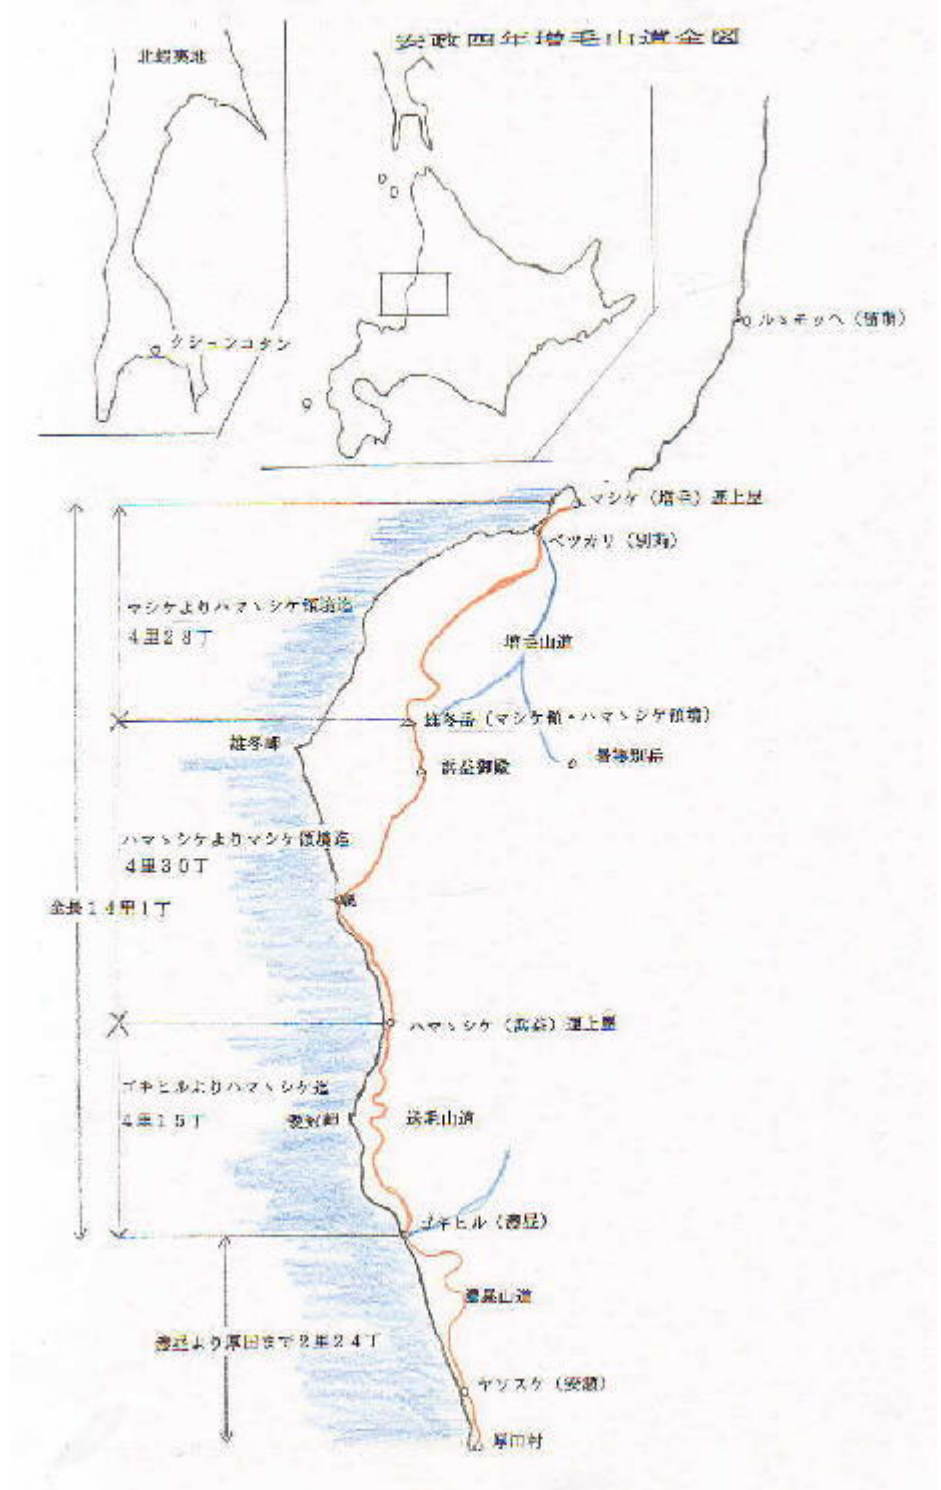 安政四年増毛山道全図
北蝦夷地
クシュンコタン
ルヽモッヘ（留萌）
マシケ（増毛）運上屋
ベツカリ（別苅）
マシケよりハマヽシケ領境迄
4里28丁
増毛山道
雄冬岳（マシケ領・ハマヽシケ領境）
雄冬岬
浜益御殿
暑寒別岳
ハマヽシケよりマシケ領境迄
4里30丁
幌
全長14里1丁
ハマヽシケ（浜益）運上屋
ゴキヒルよりハマヽシケ迄
4里15丁
愛冠岬
送毛山道
ゴキヒル（濃昼）
濃昼山道
濃昼より厚田まで2里24丁
ヤソスケ（安瀬）
厚田村